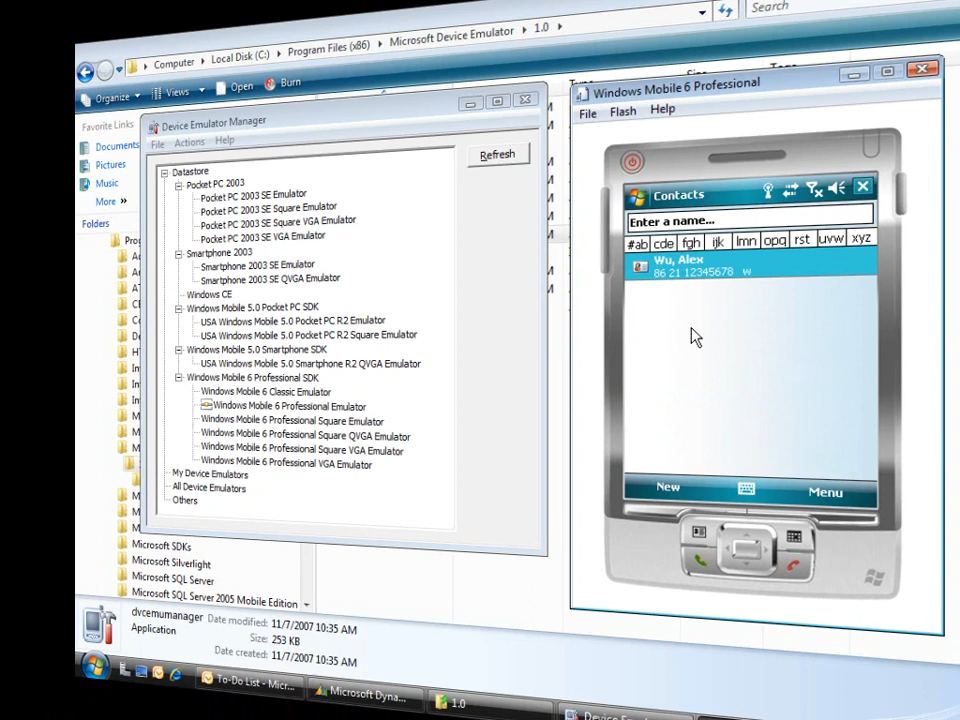 Search
Computer
Local Disk (C:)
Program Files (x86)
Microsoft Device Emulator
1.0
Organize
Views
Open
Burn
Type
Size
Tags
Favorite Links
Documents
Pictures
Music
More »
Folders
Device Emulator Manager
File Actions Help
Refresh
Datastore
Pocket PC 2003
Pocket PC 2003 SE Emulator
Pocket PC 2003 SE Square Emulator
Pocket PC 2003 SE Square VGA Emulator
Pocket PC 2003 SE VGA Emulator
Smartphone 2003
Smartphone 2003 SE Emulator
Smartphone 2003 SE QVGA Emulator
Windows CE
Windows Mobile 5.0 Pocket PC SDK
USA Windows Mobile 5.0 Pocket PC R2 Emulator
USA Windows Mobile 5.0 Pocket PC R2 Square Emulator
Windows Mobile 5.0 Smartphone SDK
USA Windows Mobile 5.0 Smartphone R2 QVGA Emulator
Windows Mobile 6 Professional SDK
Windows Mobile 6 Classic Emulator
Windows Mobile 6 Professional Emulator
Windows Mobile 6 Professional Square Emulator
Windows Mobile 6 Professional Square QVGA Emulator
Windows Mobile 6 Professional Square VGA Emulator
Windows Mobile 6 Professional VGA Emulator
My Device Emulators
All Device Emulators
Others
Windows Mobile 6 Professional
File Flash Help
Contacts
Enter a name...
#ab cde fgh ijk lmn opq rst uvw xyz
Wu, Alex
86 21 12345678 w
New
Menu
Microsoft SDKs
Microsoft Silverlight
Microsoft SQL Server
Microsoft SQL Server 2005 Mobile Edition
dvcemumanager
Application
Date modified: 11/7/2007 10:35 AM
Size: 253 KB
Date created: 11/7/2007 10:35 AM
To-Do List - Micr...
Microsoft Dyna...
1.0